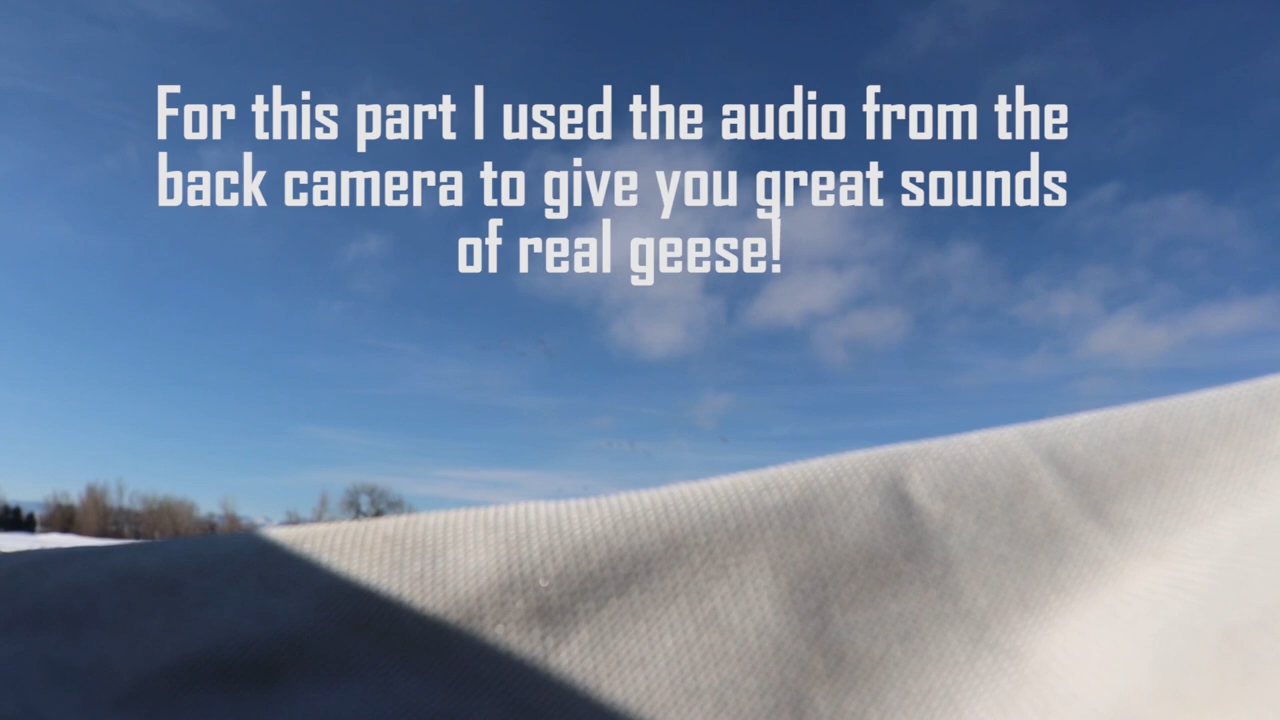 For this part I used the audio from the
back camera to give you great sounds
of real geese!